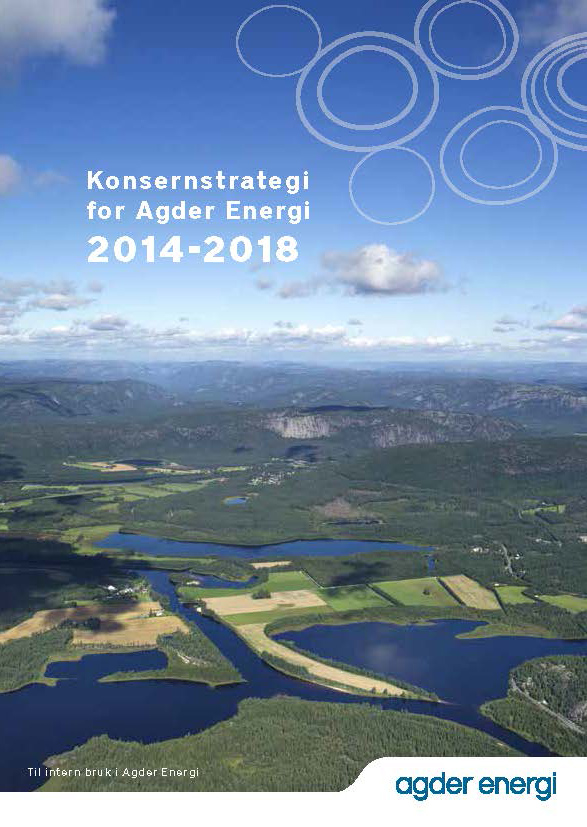 Konsernstrategi
for Agder Energi
2014-2018
Til intern bruk i Agder Energi
agder energi